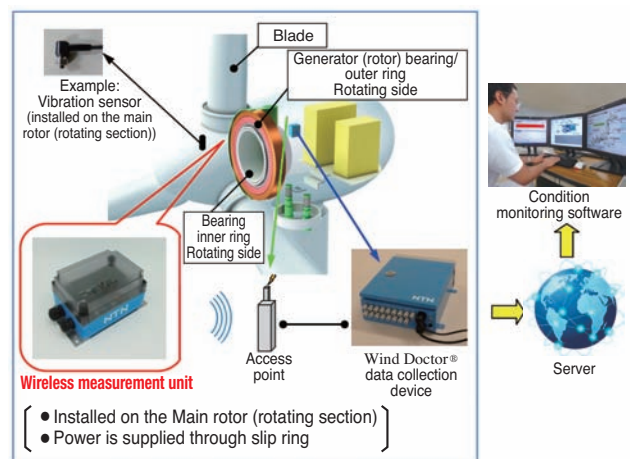 Blade
Generator (rotor) bearing/
outer ring
Rotating side
Example:
Vibration sensor
(installed on the main
rotor (rotating section))
Bearing
inner ring
Rotating side
Condition
monitoring software
NTN
NTN
Wireless measurement unit
Access
point
Wind Doctor®
data collection
device
Server
● Installed on the Main rotor (rotating section)
● Power is supplied through slip ring